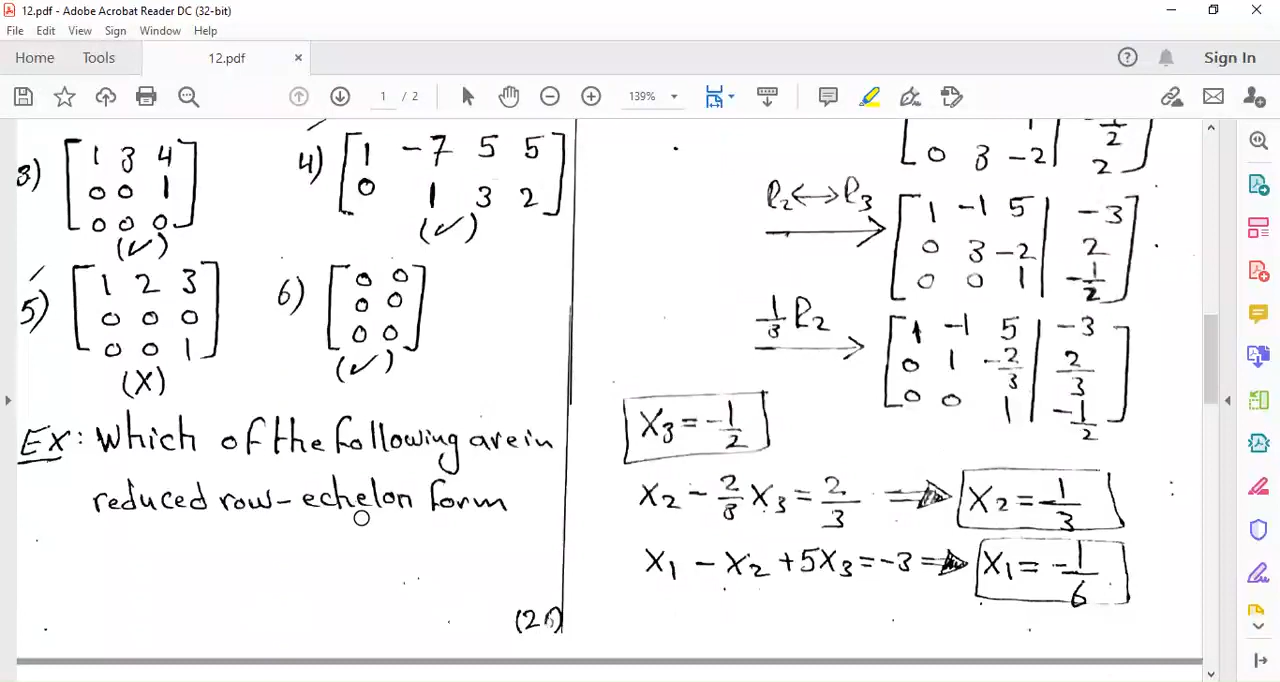 12.pdf - Adobe Acrobat Reader DC (32-bit)
File Edit View Sign Window Help
Home Tools 12.pdf × Sign In
1 / 2 139%
3) [1 3 4
0 0 1
0 0 0]
(✓)
4) [1 -7 5 5
0 1 3 2]
(✓)
5) [1 2 3
0 0 0
0 0 1]
(X)
6) [0 0
0 0
0 0]
(✓)
EX: Which of the following are in
reduced row-echelon form
-1/2
[0 3 -2 | 2]
R2 ↔ R3
[1 -1 5 | -3
0 3 -2 | 2
0 0 1 | -1/2]
1/3 R2
[1 -1 5 | -3
0 1 -2/3 | 2/3
0 0 1 | -1/2]
X3 = -1/2
X2 - 2/3 X3 = 2/3 ⇒ X2 = -1/3
X1 - X2 + 5X3 = -3 ⇒ X1 = -1/6